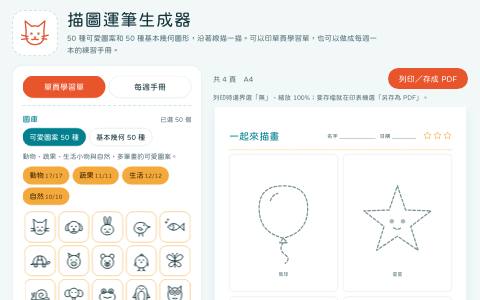 描圖運筆生成器
50 種可愛圖案和 50 種基本幾何圖形，沿著線描一描。可以印單頁學習單，也可以做成每週一
本的練習手冊。
單頁學習單
每週手冊
圖庫
已選 50 個
可愛圖案 50 種
基本幾何 50 種
動物、蔬果、生活小物與自然，多筆畫的可愛圖案。
動物 17/17
蔬果 11/11
生活 12/12
自然 10/10
共 4 頁 A4
列印／存成 PDF
列印時邊界選「無」、縮放 100%；要存檔就在印表機選「另存為 PDF」。
一起來描畫
名字
日期
氣球
星星